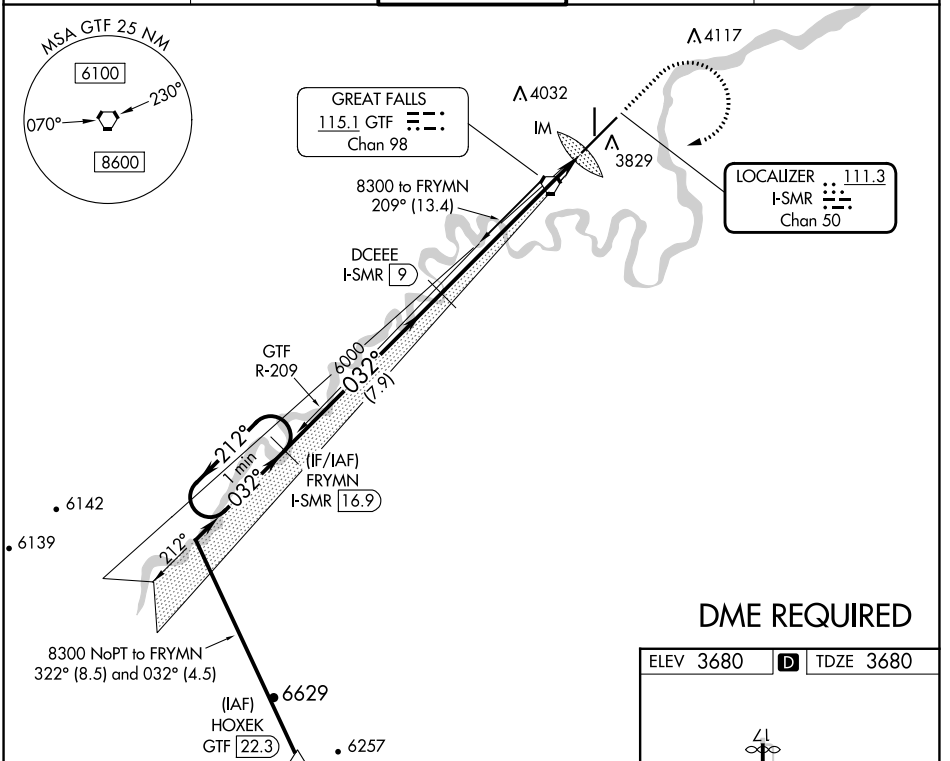 MSA GTF 25 NM
6100
230°
070°
8600
GREAT FALLS
115.1 GTF
Chan 98
4032
4117
IM
3829
LOCALIZER 111.3
I-SMR
Chan 50
8300 to FRYMN
209° (13.4)
DCEEE
I-SMR 9
GTF
R-209
6000
032°
(7.9)
212°
1 min
032°
(IF/IAF)
FRYMN
I-SMR 16.9
6142
6139
212°
8300 NoPT to FRYMN
322° (8.5) and 032° (4.5)
(IAF)
HOXEK
GTF 22.3
6629
6257
DME REQUIRED
ELEV 3680 D TDZE 3680
17